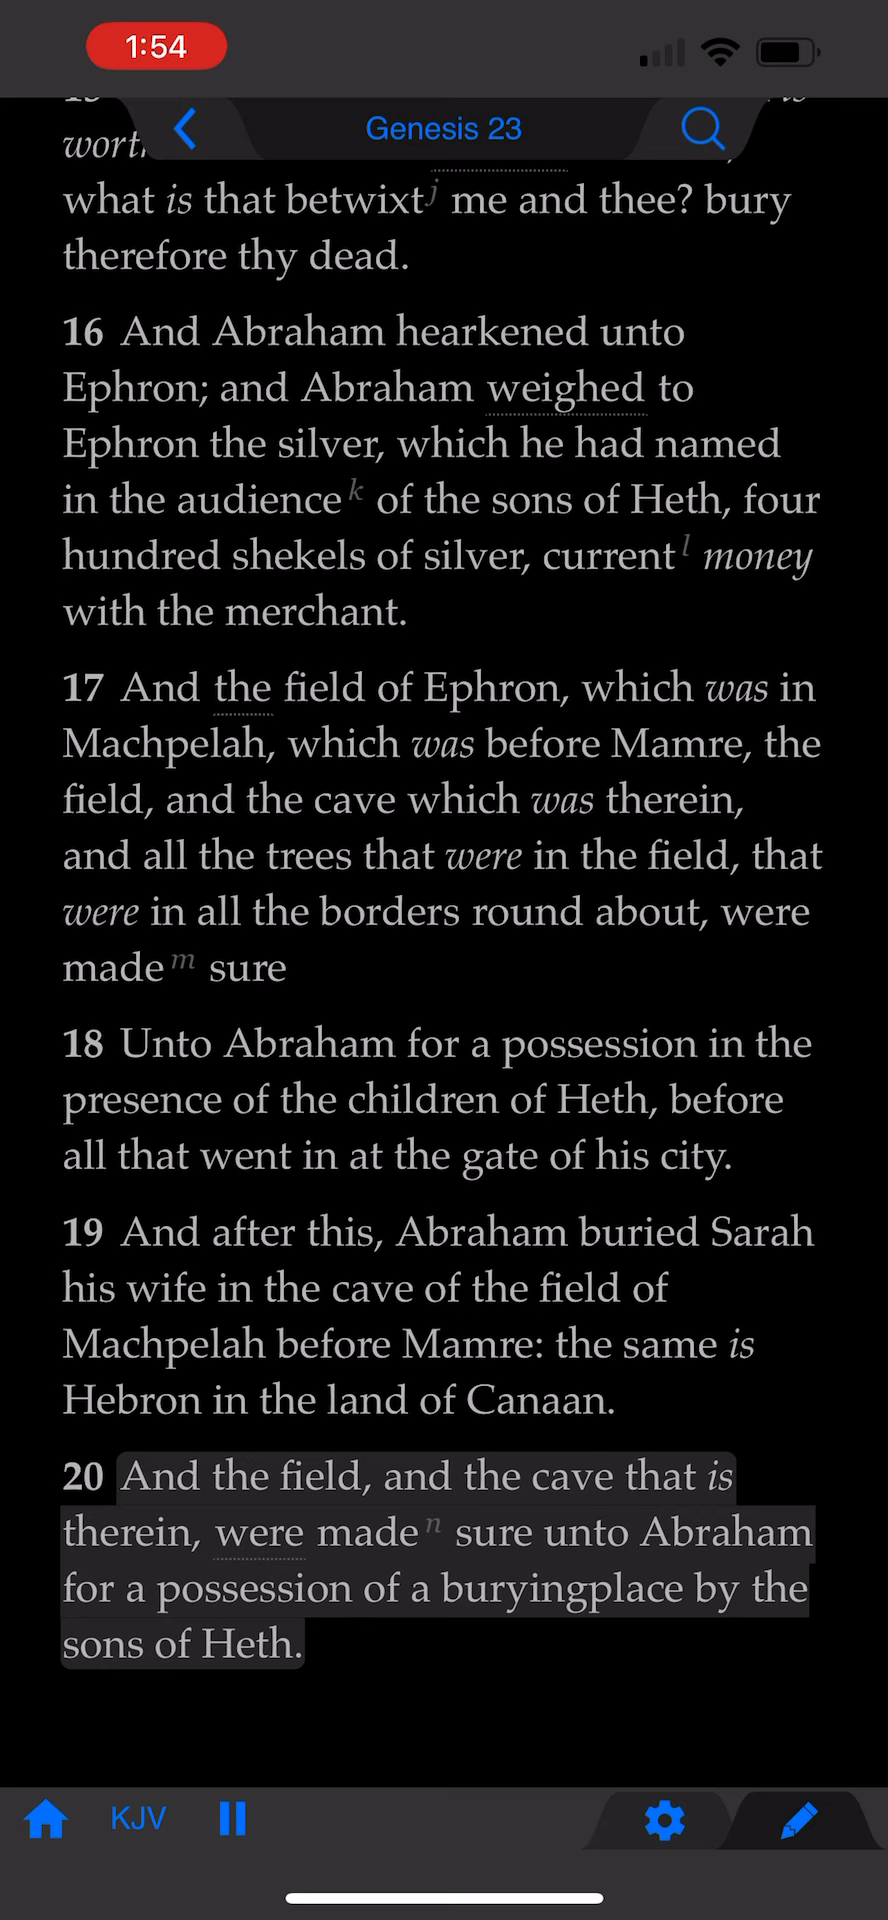 1:54
Genesis 23
what is that betwixt j me and thee? bury
therefore thy dead.
16 And Abraham hearkened unto
Ephron; and Abraham weighed to
Ephron the silver, which he had named
in the audience k of the sons of Heth, four
hundred shekels of silver, current l money
with the merchant.
17 And the field of Ephron, which was in
Machpelah, which was before Mamre, the
field, and the cave which was therein,
and all the trees that were in the field, that
were in all the borders round about, were
made m sure
18 Unto Abraham for a possession in the
presence of the children of Heth, before
all that went in at the gate of his city.
19 And after this, Abraham buried Sarah
his wife in the cave of the field of
Machpelah before Mamre: the same is
Hebron in the land of Canaan.
20 And the field, and the cave that is
therein, were made n sure unto Abraham
for a possession of a buryingplace by the
sons of Heth.
KJV